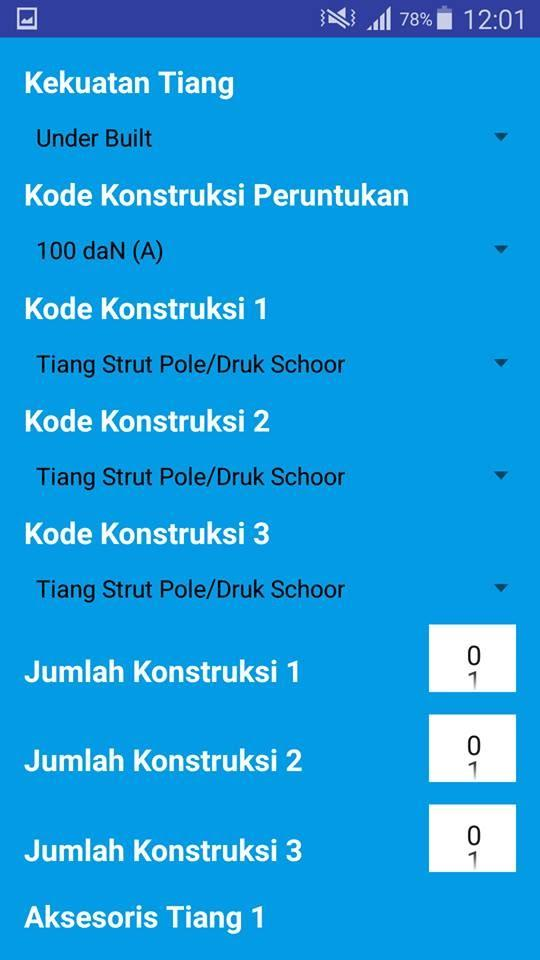 78% 12:01
Kekuatan Tiang
Under Built
Kode Konstruksi Peruntukan
100 daN (A)
Kode Konstruksi 1
Tiang Strut Pole/Druk Schoor
Kode Konstruksi 2
Tiang Strut Pole/Druk Schoor
Kode Konstruksi 3
Tiang Strut Pole/Druk Schoor
Jumlah Konstruksi 1
0
1
Jumlah Konstruksi 2
0
1
Jumlah Konstruksi 3
0
1
Aksesoris Tiang 1